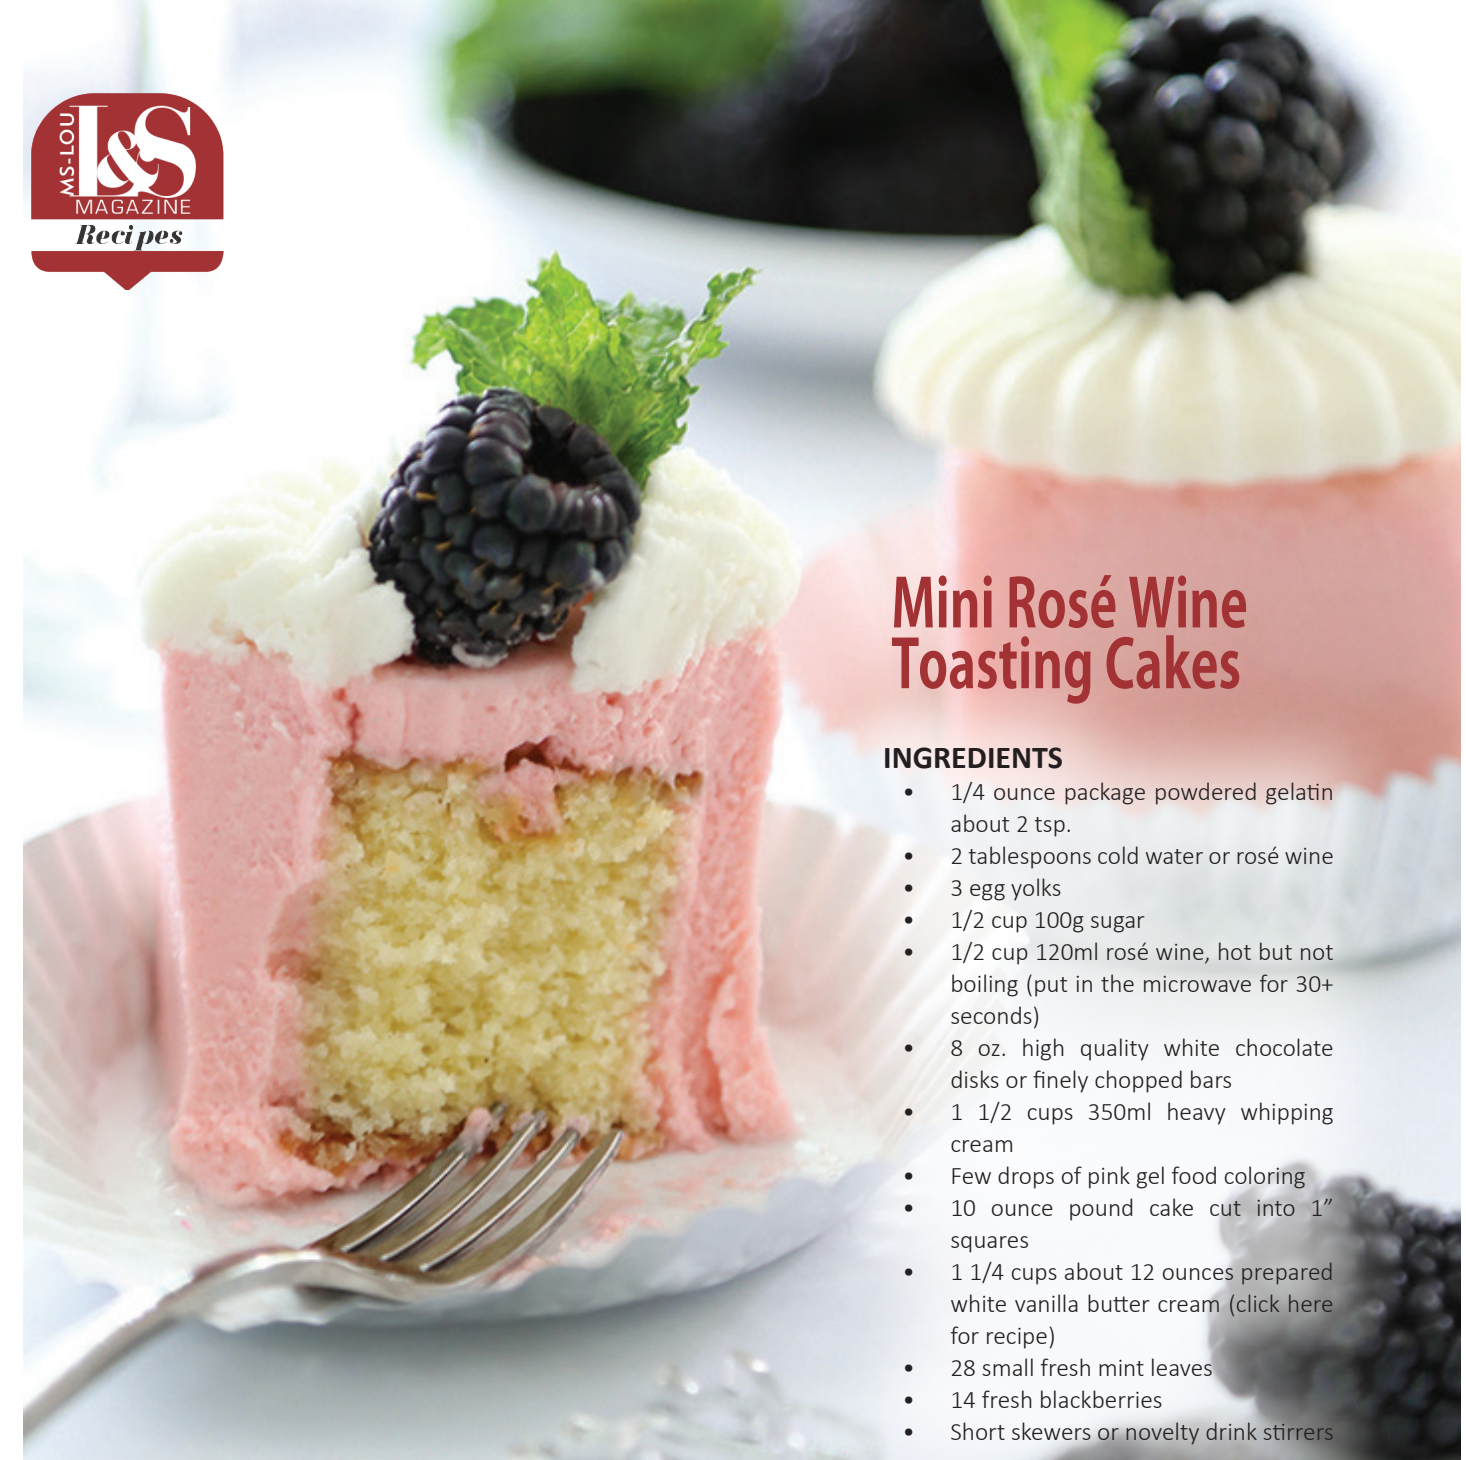 MS-LOU
L&S
MAGAZINE
Recipes
Mini Rosé Wine
Toasting Cakes
INGREDIENTS
• 1/4 ounce package powdered gelatin
about 2 tsp.
• 2 tablespoons cold water or rosé wine
• 3 egg yolks
• 1/2 cup 100g sugar
• 1/2 cup 120ml rosé wine, hot but not
boiling (put in the microwave for 30+
seconds)
• 8 oz. high quality white chocolate
disks or finely chopped bars
• 1 1/2 cups 350ml heavy whipping
cream
• Few drops of pink gel food coloring
• 10 ounce pound cake cut into 1”
squares
• 1 1/4 cups about 12 ounces prepared
white vanilla butter cream (click here
for recipe)
• 28 small fresh mint leaves
• 14 fresh blackberries
• Short skewers or novelty drink stirrers